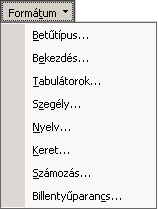 Formátum
Betűtípus...
Bekezdés...
Tabulátorok...
Szegély...
Nyelv...
Keret...
Számozás...
Billentyűparancs...